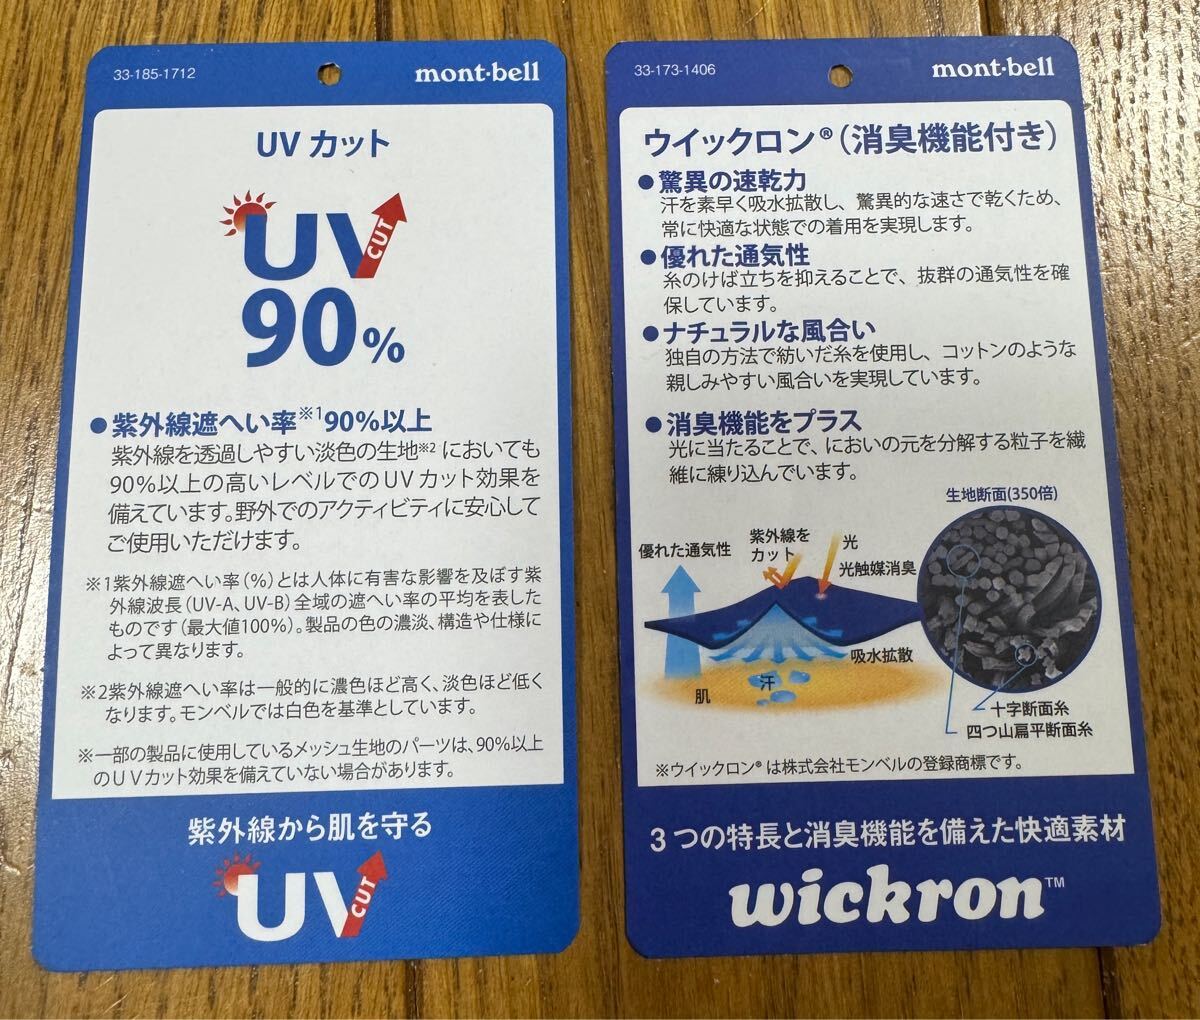 33-185-1712
mont-bell
UV カット
UV CUT
90%
●紫外線遮へい率※1 90%以上
紫外線を透過しやすい淡色の生地※2 においても
90%以上の高いレベルでのUVカット効果を
備えています。野外でのアクティビティに安心して
ご使用いただけます。
※1紫外線遮へい率(%)とは人体に有害な影響を及ぼす紫
外線波長(UV-A、UV-B)全域の遮へい率の平均を表した
ものです(最大値100%)。製品の色の濃淡、構造や仕様に
よって異なります。
※2紫外線遮へい率は一般的に濃色ほど高く、淡色ほど低く
なります。モンベルでは白色を基準としています。
※一部の製品に使用しているメッシュ生地のパーツは、90%以上
のUVカット効果を備えていない場合があります。
紫外線から肌を守る
UV CUT
33-173-1406
mont-bell
ウイックロン®(消臭機能付き)
●驚異の速乾力
汗を素早く吸水拡散し、驚異的な速さで乾くため、
常に快適な状態での着用を実現します。
●優れた通気性
糸のけば立ちを抑えることで、抜群の通気性を確
保しています。
●ナチュラルな風合い
独自の方法で紡いだ糸を使用し、コットンのような
親しみやすい風合いを実現しています。
●消臭機能をプラス
光に当たることで、においの元を分解する粒子を繊
維に練り込んでいます。
生地断面(350倍)
優れた通気性
紫外線を
カット
光
光触媒消臭
吸水拡散
汗
肌
十字断面糸
四つ山扁平断面糸
※ウイックロン®は株式会社モンベルの登録商標です。
3つの特長と消臭機能を備えた快適素材
wickron™